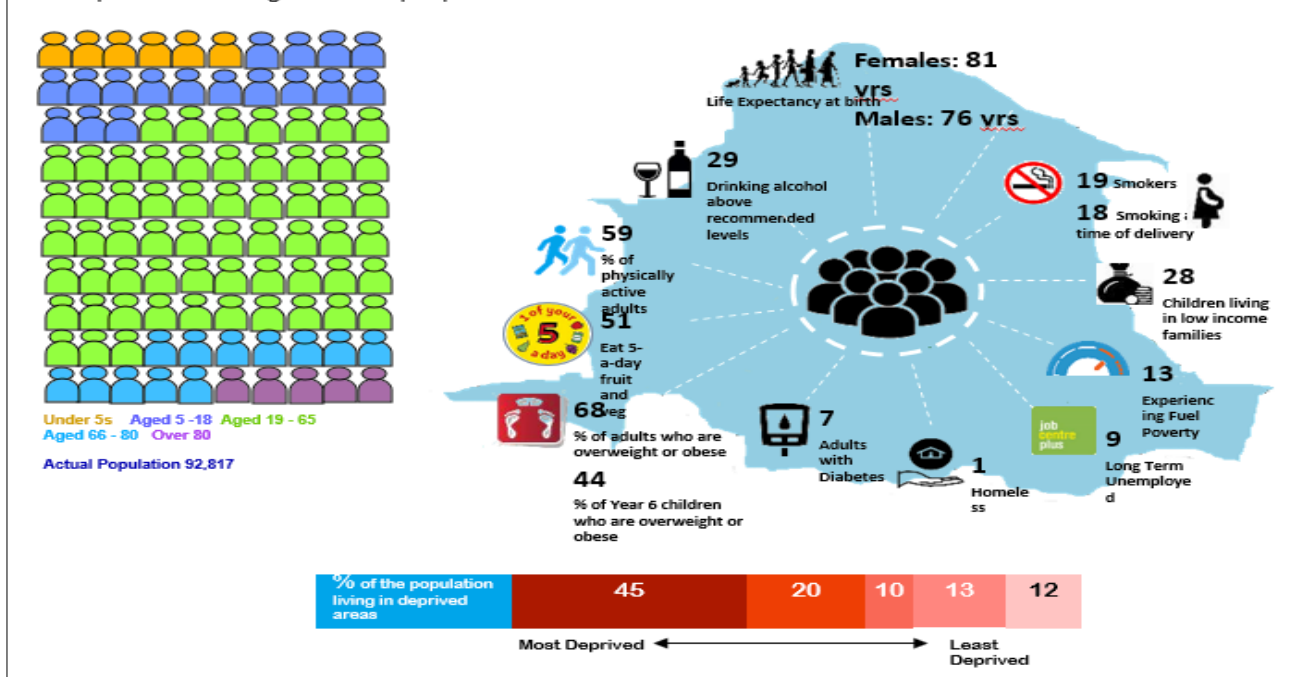 Females: 81
yrs
Life Expectancy at birth
Males: 76 yrs
29
Drinking alcohol
above
recommended
levels
19 Smokers
18 Smoking
time of delivery
59
% of
physically
active
adults
28
Children living
in low income
families
1 of your
5
a day
51
Eat 5-
a-day
fruit
and
veg
13
Experienc
ing Fuel
Poverty
68
% of adults who are
overweight or obese
44
% of Year 6 children
who are overweight or
obese
7
Adults
with
Diabetes
1
Homele
ss
job
centre
plus
9
Long Term
Unemploye
d
Under 5s Aged 5 -18 Aged 19 - 65
Aged 66 - 80 Over 80
Actual Population 92,817
% of the population
living in deprived
areas
45 20 10 13 12
Most Deprived
Least
Deprived